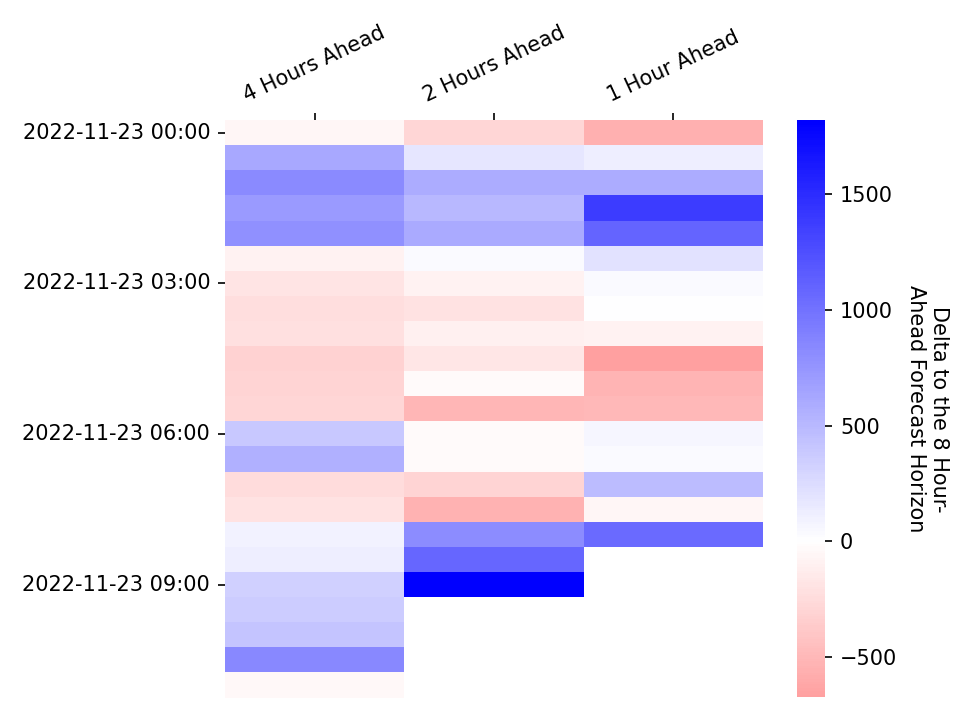 4 Hours Ahead
2 Hours Ahead
1 Hour Ahead
2022-11-23 00:00
2022-11-23 03:00
2022-11-23 06:00
2022-11-23 09:00
1500
1000
500
0
−500
Delta to the 8 Hour-
Ahead Forecast Horizon